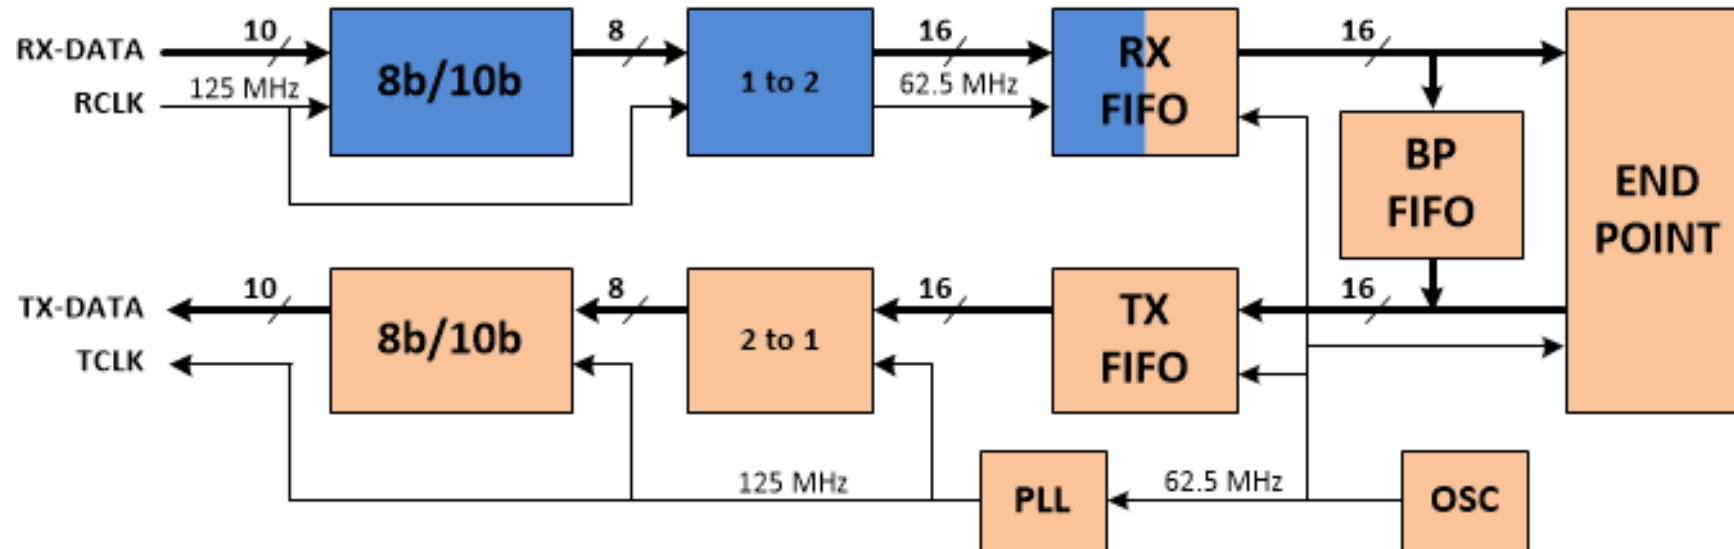 10
8
16
16
RX-DATA
8b/10b
1 to 2
RX
FIFO
125 MHz
62.5 MHz
RCLK
BP
FIFO
END
POINT
10
8
16
16
TX-DATA
8b/10b
2 to 1
TX
FIFO
TCLK
125 MHz
62.5 MHz
PLL
OSC